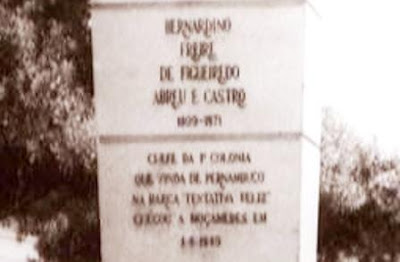 BERNARDINO
FREIRE
DE FIGUEIREDO
ABREU E CASTRO
1809-1871
CHEFE DA 1ª COLONIA
QUE VINDA DE PERNAMBUCO
NA BARCA "TENTATIVA FELIZ"
CHEGOU A MOÇAMEDES EM